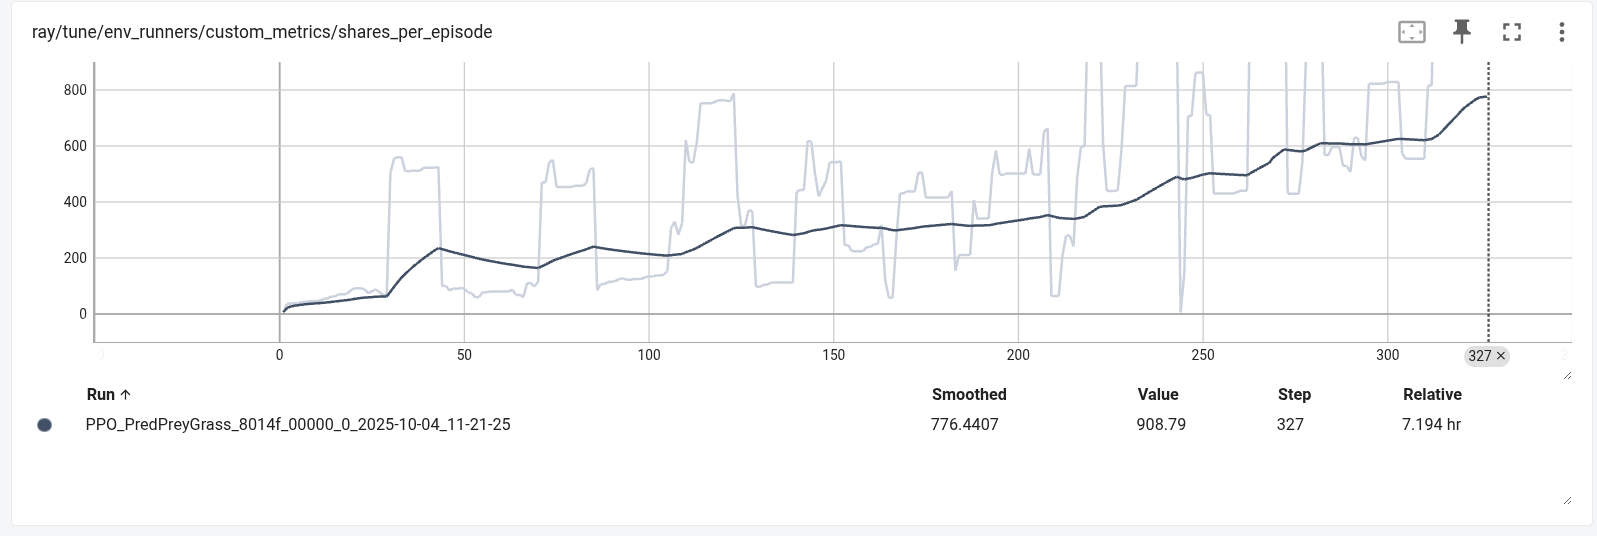 ray/tune/env_runners/custom_metrics/shares_per_episode
800
600
400
200
0
0 50 100 150 200 250 300 327 ×
Run ↑ Smoothed Value Step Relative
PPO_PredPreyGrass_8014f_00000_0_2025-10-04_11-21-25 776.4407 908.79 327 7.194 hr